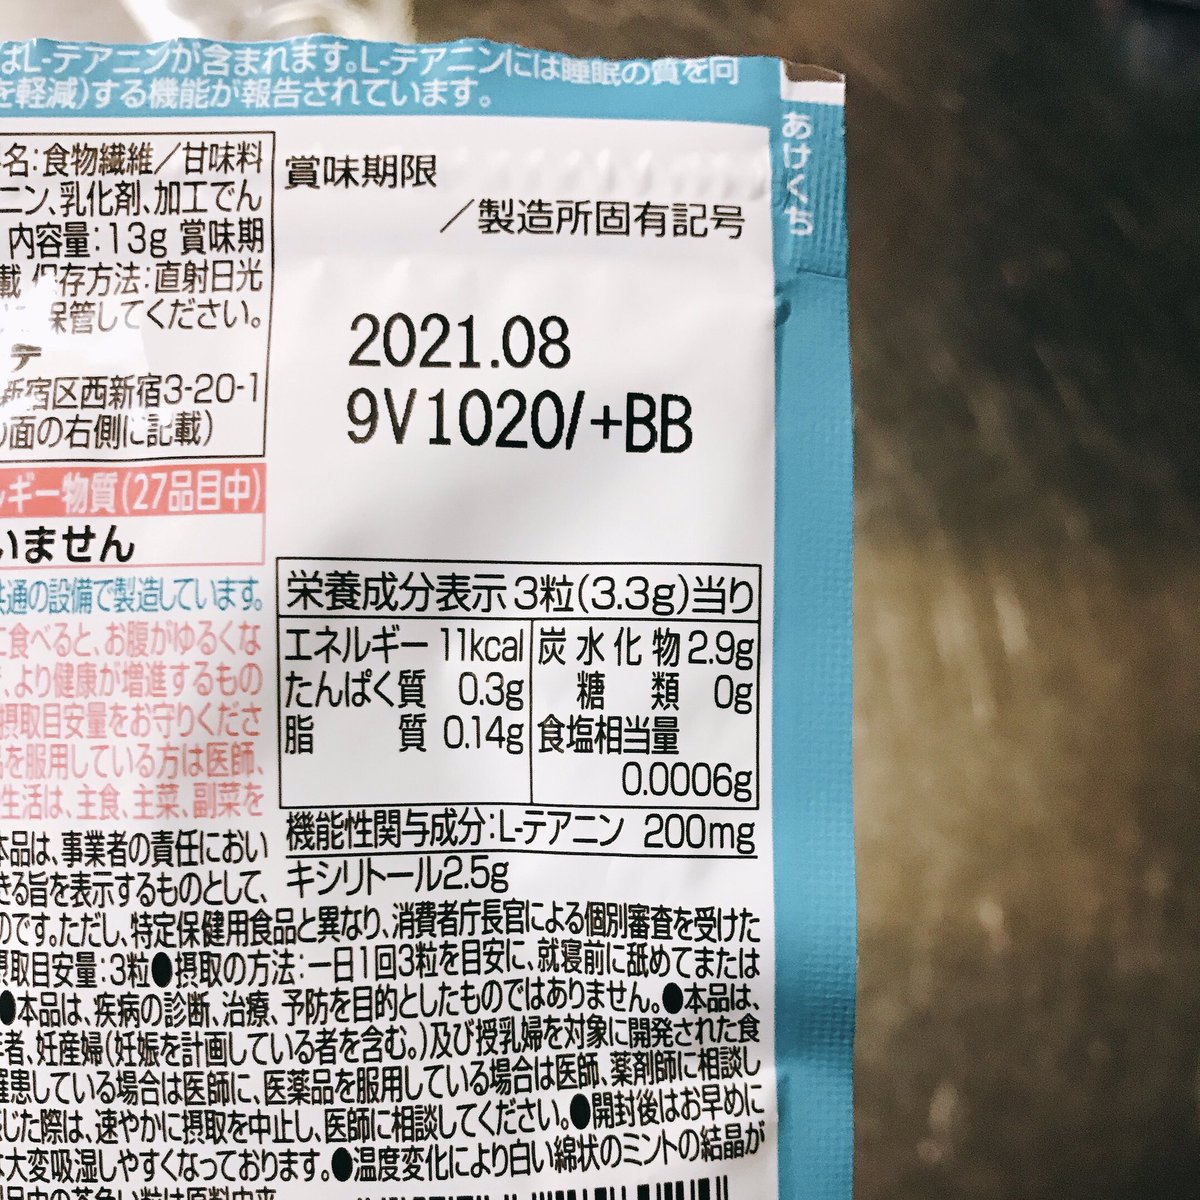 はL-テアニンが含まれます。L-テアニンには睡眠の質を向
を軽減)する機能が報告されています。
あけくち
名:食物繊維/甘味料
ニン、乳化剤、加工でん
内容量:13g 賞味期
載 保存方法:直射日光
保管してください。
テ
新宿区西新宿3-20-1
面の右側に記載)
賞味期限
/製造所固有記号
2021.08
9V1020/+BB
ルギー物質(27品目中)
いません
共通の設備で製造しています。
に食べると、お腹がゆるくな
、より健康が増進するもの
摂取目安量をお守りくださ
品を服用している方は医師、
生活は、主食、主菜、副菜を
栄養成分表示3粒(3.3g)当り
エネルギー 11kcal
たんぱく質 0.3g
脂質 0.14g
炭水化物 2.9g
糖類 0g
食塩相当量
0.0006g
機能性関与成分:L-テアニン 200mg
キシリトール2.5g
本品は、事業者の責任におい
きる旨を表示するものとして、
のです。ただし、特定保健用食品と異なり、消費者庁長官による個別審査を受けた
摂取目安量:3粒●摂取の方法:一日1回3粒を目安に、就寝前に舐めてまたは
●本品は、疾病の診断、治療、予防を目的としたものではありません。●本品は、
者、妊産婦(妊娠を計画している者を含む。)及び授乳婦を対象に開発された食
罹患している場合は医師に、医薬品を服用している場合は医師、薬剤師に相談し
感じた際は、速やかに摂取を中止し、医師に相談してください。●開封後はお早めに
は大変吸湿しやすくなっております。●温度変化により白い綿状のミントの結晶が